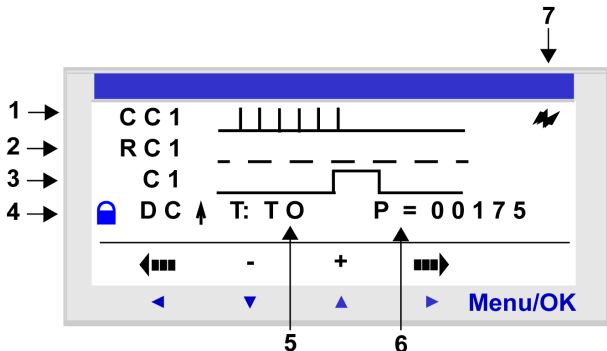 7
1 CC1
2 RC1
3 C1
4 DC T: TO P = 00175
- +
Menu/OK
5 6